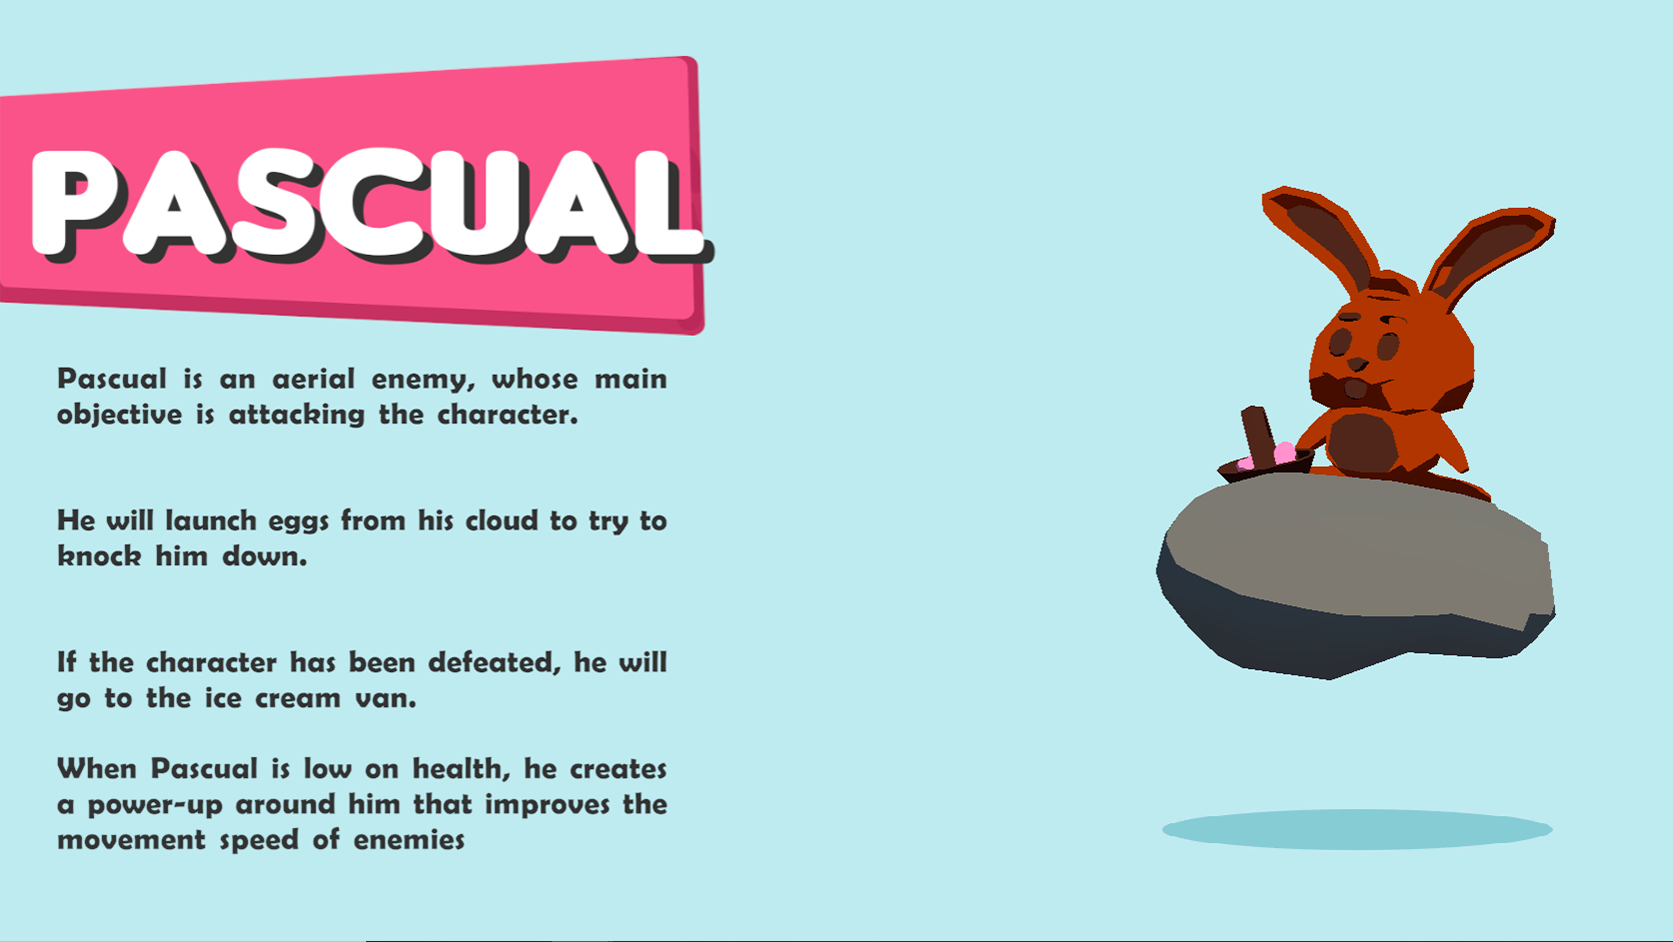 PASCUAL
Pascual is an aerial enemy, whose main
objective is attacking the character.
He will launch eggs from his cloud to try to
knock him down.
If the character has been defeated, he will
go to the ice cream van.
When Pascual is low on health, he creates
a power-up around him that improves the
movement speed of enemies